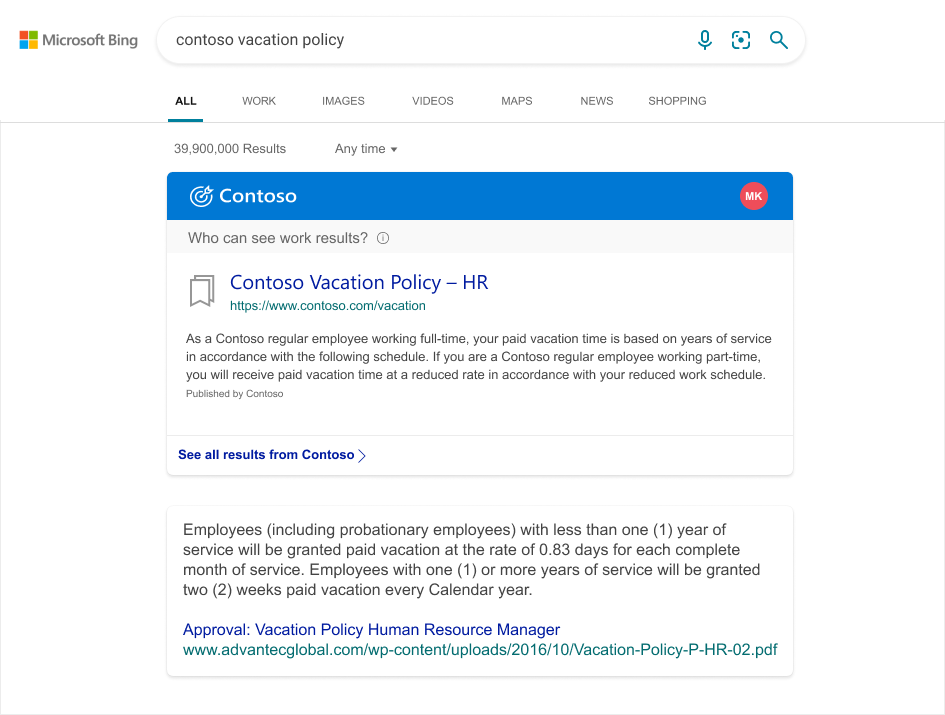 Microsoft Bing
contoso vacation policy
ALL WORK IMAGES VIDEOS MAPS NEWS SHOPPING
39,900,000 Results Any time
Contoso MK
Who can see work results?
Contoso Vacation Policy – HR
https://www.contoso.com/vacation
As a Contoso regular employee working full-time, your paid vacation time is based on years of service
in accordance with the following schedule. If you are a Contoso regular employee working part-time,
you will receive paid vacation time at a reduced rate in accordance with your reduced work schedule.
Published by Contoso
See all results from Contoso
Employees (including probationary employees) with less than one (1) year of
service will be granted paid vacation at the rate of 0.83 days for each complete
month of service. Employees with one (1) or more years of service will be granted
two (2) weeks paid vacation every Calendar year.
Approval: Vacation Policy Human Resource Manager
www.advantecglobal.com/wp-content/uploads/2016/10/Vacation-Policy-P-HR-02.pdf